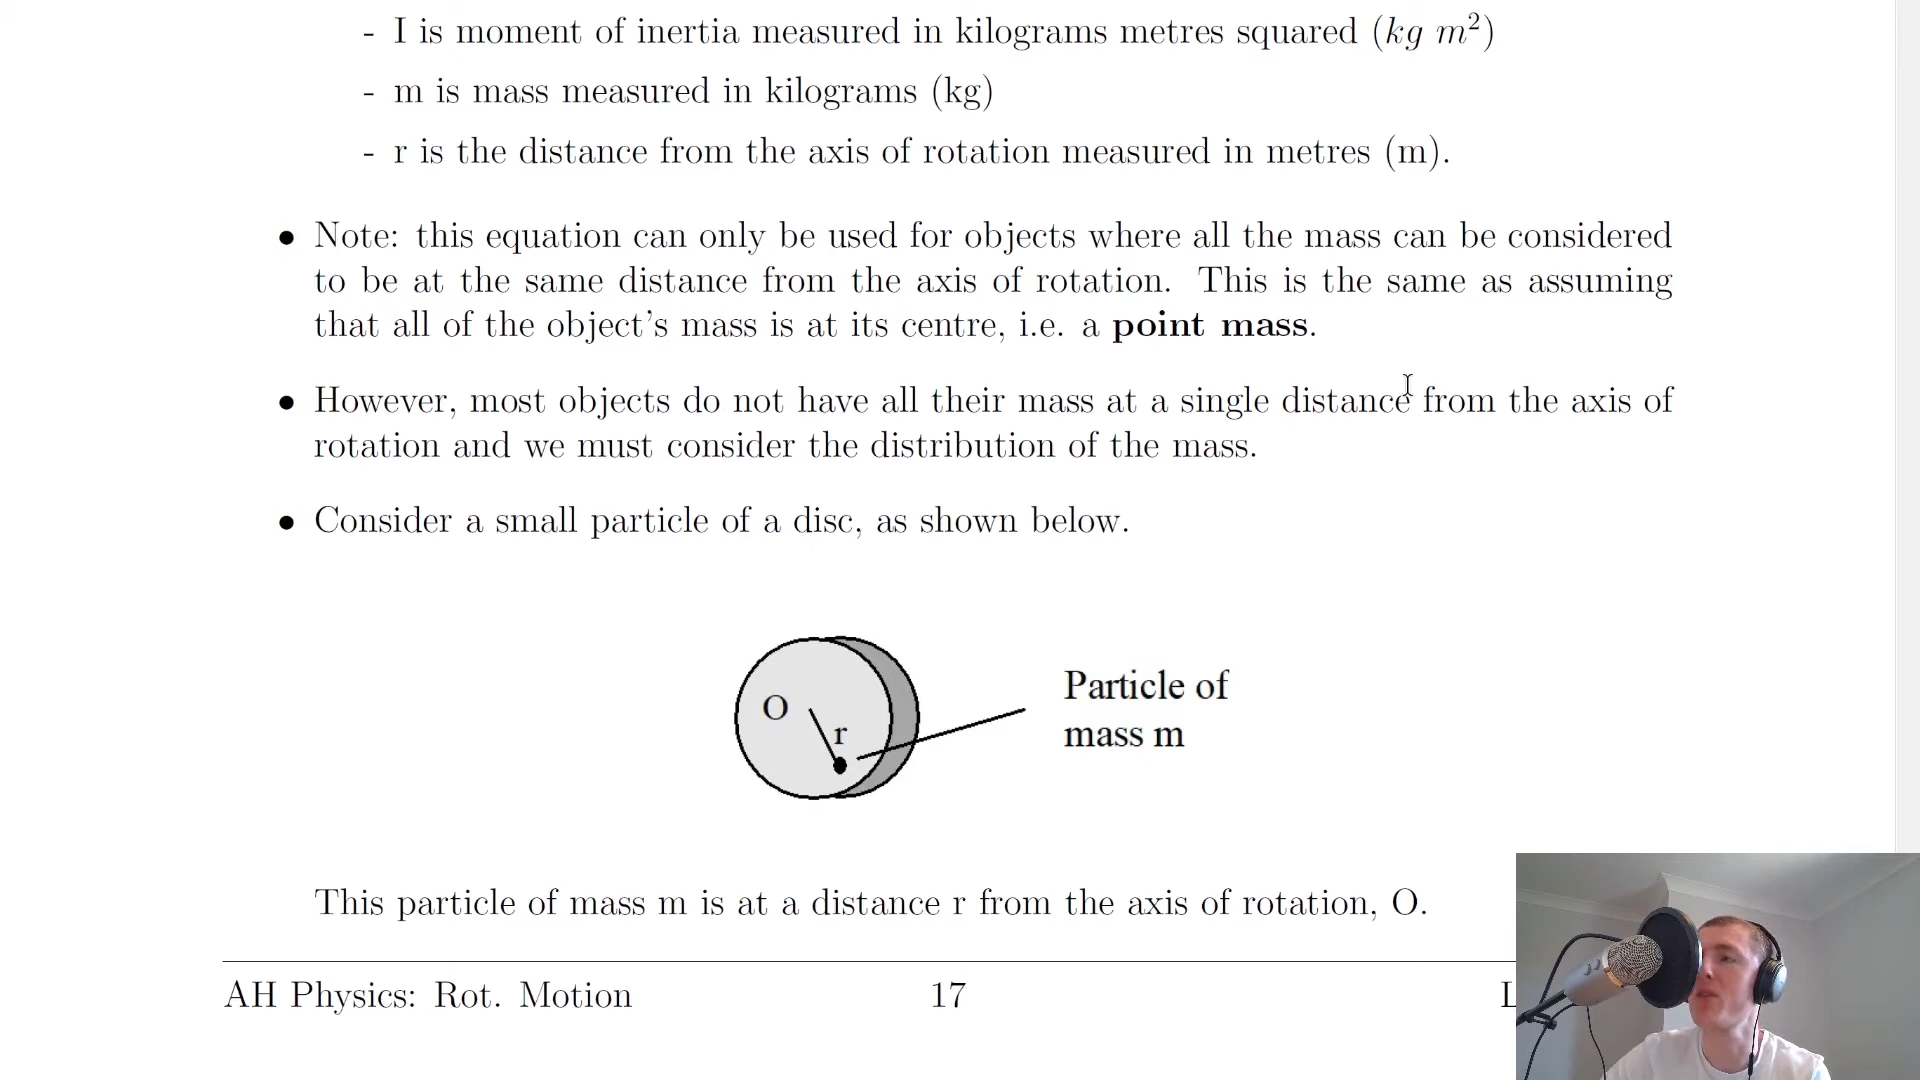 - I is moment of inertia measured in kilograms metres squared (kg m²)
- m is mass measured in kilograms (kg)
- r is the distance from the axis of rotation measured in metres (m).
• Note: this equation can only be used for objects where all the mass can be considered
to be at the same distance from the axis of rotation. This is the same as assuming
that all of the object's mass is at its centre, i.e. a point mass.
• However, most objects do not have all their mass at a single distance from the axis of
rotation and we must consider the distribution of the mass.
• Consider a small particle of a disc, as shown below.
O
r
Particle of
mass m
This particle of mass m is at a distance r from the axis of rotation, O.
AH Physics: Rot. Motion 17